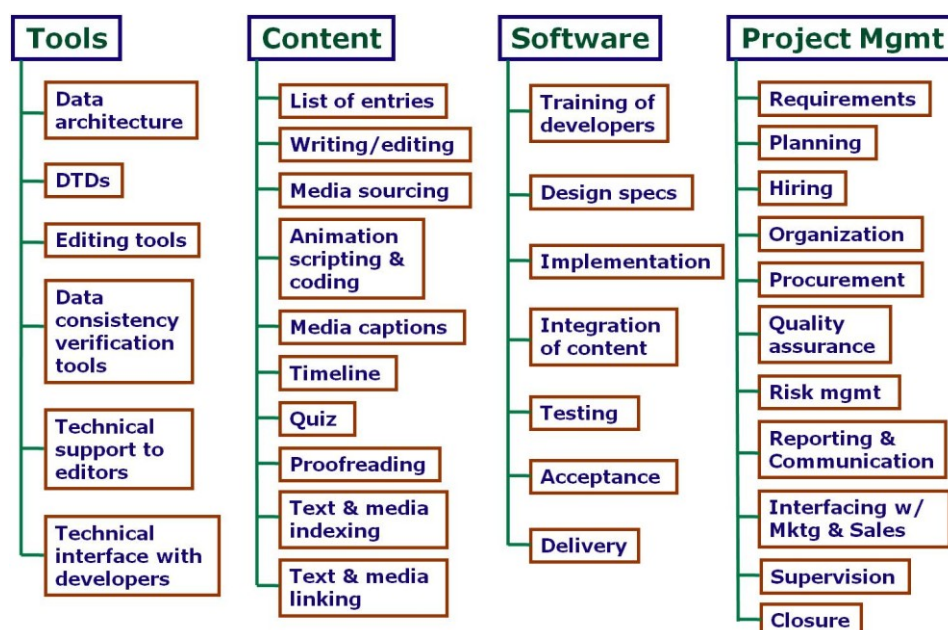 Tools
Data
architecture
DTDs
Editing tools
Data
consistency
verification
tools
Technical
support to
editors
Technical
interface with
developers
Content
List of entries
Writing/editing
Media sourcing
Animation
scripting &
coding
Media captions
Timeline
Quiz
Proofreading
Text & media
indexing
Text & media
linking
Software
Training of
developers
Design specs
Implementation
Integration
of content
Testing
Acceptance
Delivery
Project Mgmt
Requirements
Planning
Hiring
Organization
Procurement
Quality
assurance
Risk mgmt
Reporting &
Communication
Interfacing w/
Mktg & Sales
Supervision
Closure